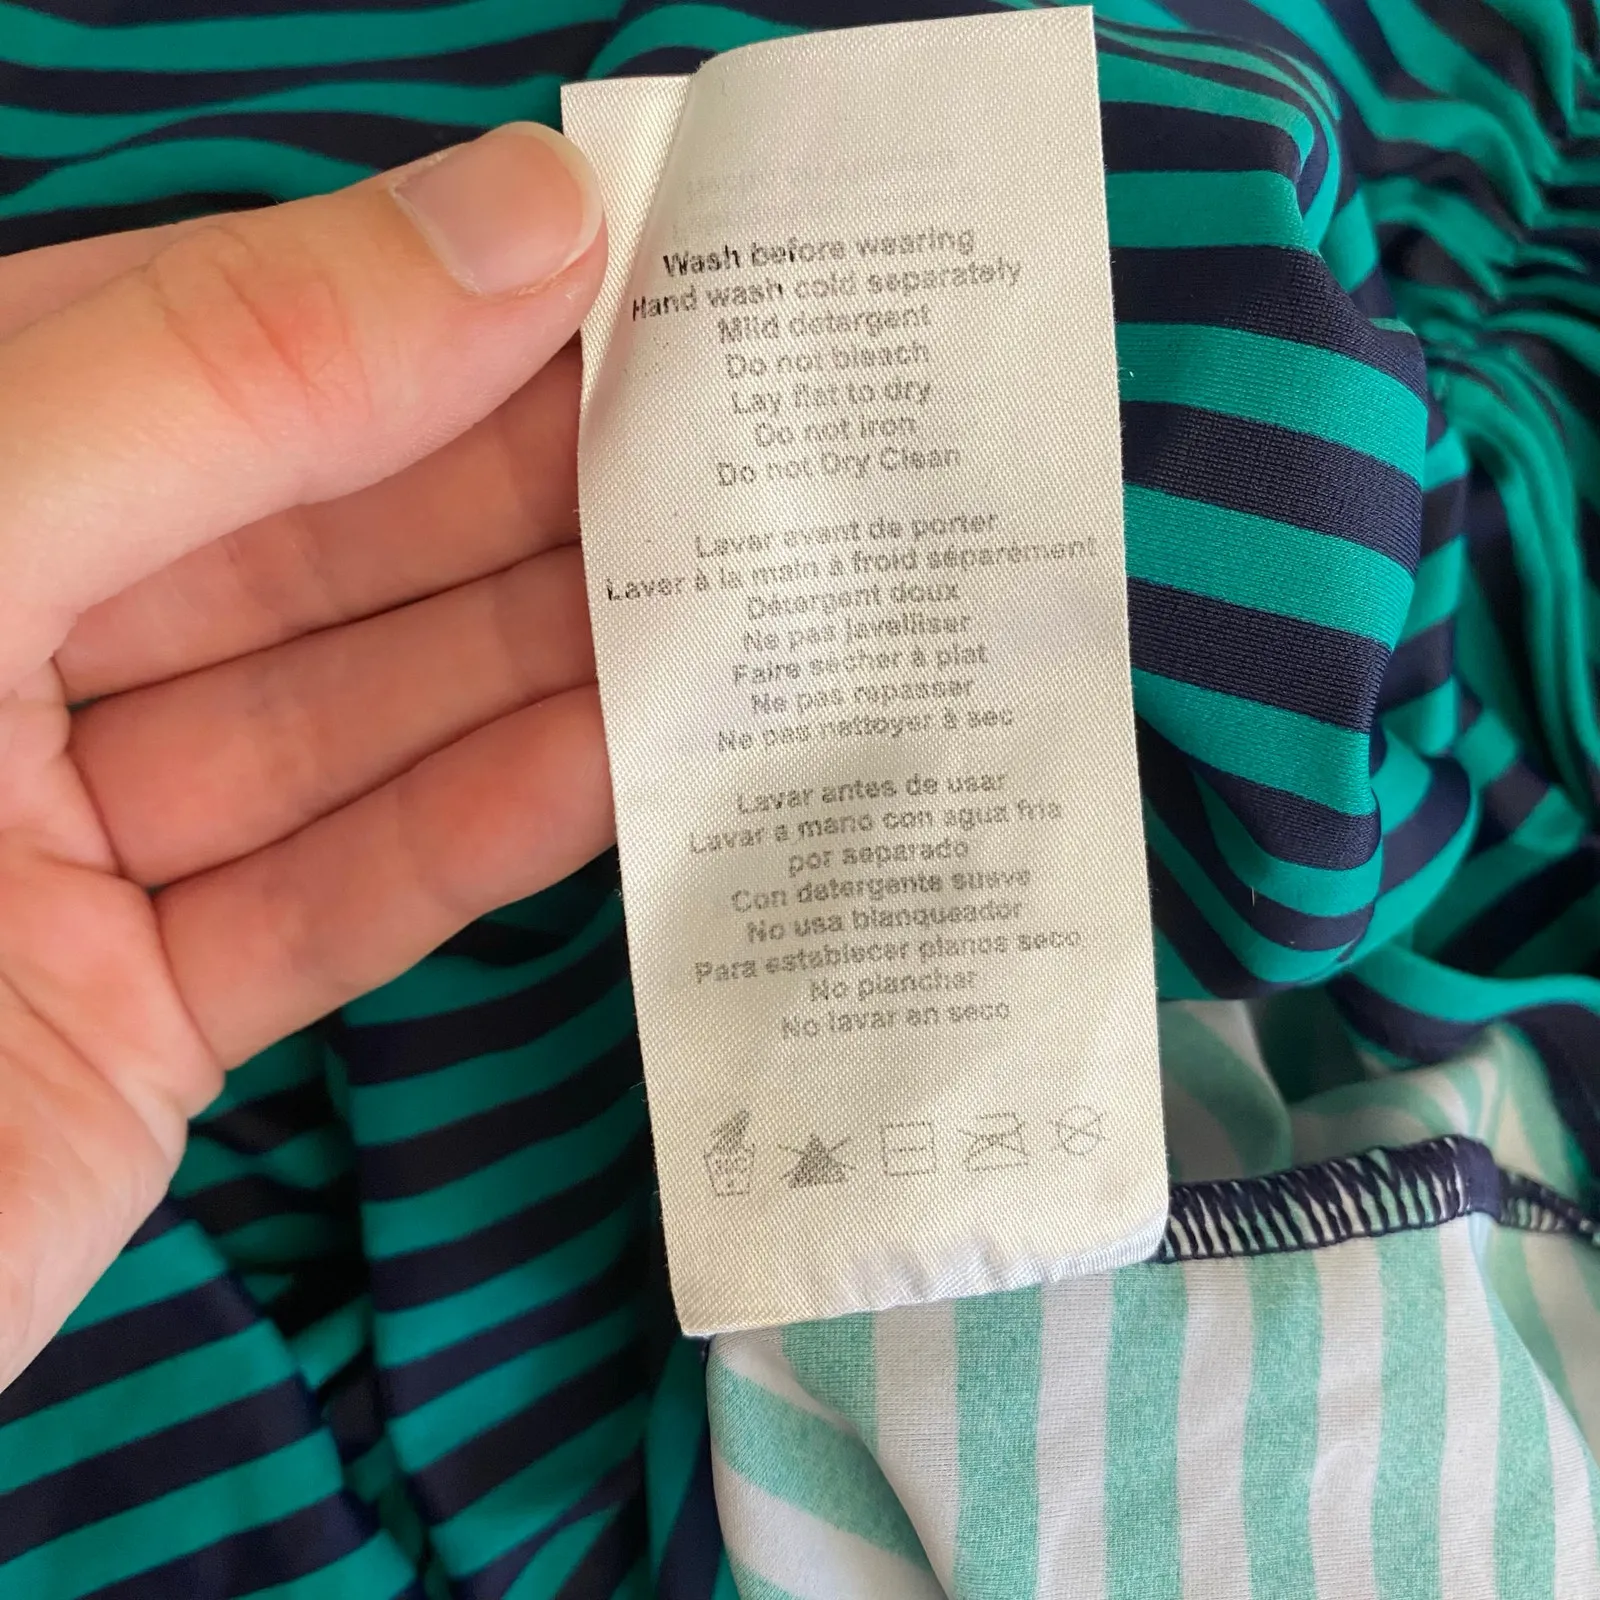 Wash before wearing
Hand wash cold separately
Mild detergent
Do not bleach
Lay flat to dry
Do not iron
Do not Dry Clean
Laver avant de porter
Laver à la main à froid séparément
Détergent doux
Ne pas javelliser
Faire sécher à plat
Ne pas repasser
Ne pas nettoyer à sec
Lavar antes de usar
Lavar a mano con agua fria
por separado
Con detergente suave
No usa blanqueador
Para establecer planos seco
No planchar
No lavar en seco